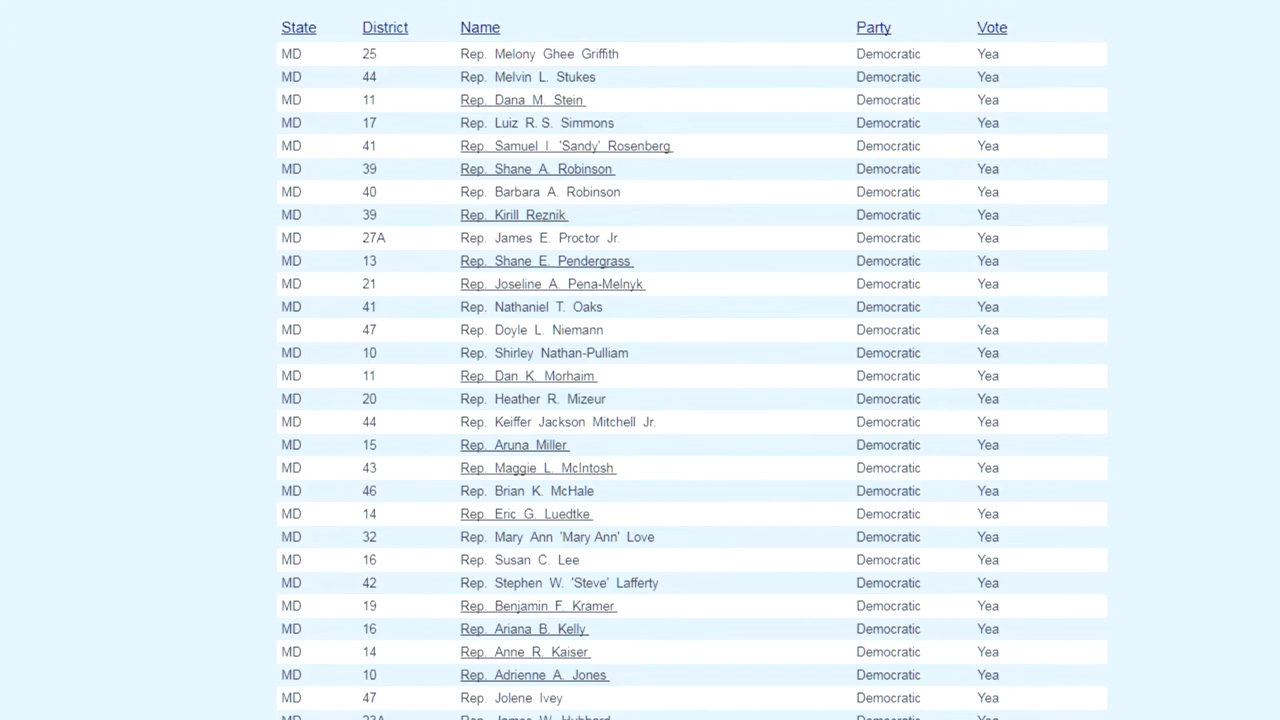 State District Name Party Vote
MD 25 Rep. Melony Ghee Griffith Democratic Yea
MD 44 Rep. Melvin L. Stukes Democratic Yea
MD 11 Rep. Dana M. Stein Democratic Yea
MD 17 Rep. Luiz R. S. Simmons Democratic Yea
MD 41 Rep. Samuel I. 'Sandy' Rosenberg Democratic Yea
MD 39 Rep. Shane A. Robinson Democratic Yea
MD 40 Rep. Barbara A. Robinson Democratic Yea
MD 39 Rep. Kirill Reznik Democratic Yea
MD 27A Rep. James E. Proctor Jr. Democratic Yea
MD 13 Rep. Shane E. Pendergrass Democratic Yea
MD 21 Rep. Joseline A. Pena-Melnyk Democratic Yea
MD 41 Rep. Nathaniel T. Oaks Democratic Yea
MD 47 Rep. Doyle L. Niemann Democratic Yea
MD 10 Rep. Shirley Nathan-Pulliam Democratic Yea
MD 11 Rep. Dan K. Morhaim Democratic Yea
MD 20 Rep. Heather R. Mizeur Democratic Yea
MD 44 Rep. Keiffer Jackson Mitchell Jr. Democratic Yea
MD 15 Rep. Aruna Miller Democratic Yea
MD 43 Rep. Maggie L. McIntosh Democratic Yea
MD 46 Rep. Brian K. McHale Democratic Yea
MD 14 Rep. Eric G. Luedtke Democratic Yea
MD 32 Rep. Mary Ann 'Mary Ann' Love Democratic Yea
MD 16 Rep. Susan C. Lee Democratic Yea
MD 42 Rep. Stephen W. 'Steve' Lafferty Democratic Yea
MD 19 Rep. Benjamin F. Kramer Democratic Yea
MD 16 Rep. Ariana B. Kelly Democratic Yea
MD 14 Rep. Anne R. Kaiser Democratic Yea
MD 10 Rep. Adrienne A. Jones Democratic Yea
MD 47 Rep. Jolene Ivey Democratic Yea
MD 23A Rep. James W. Hubbard Democratic Yea